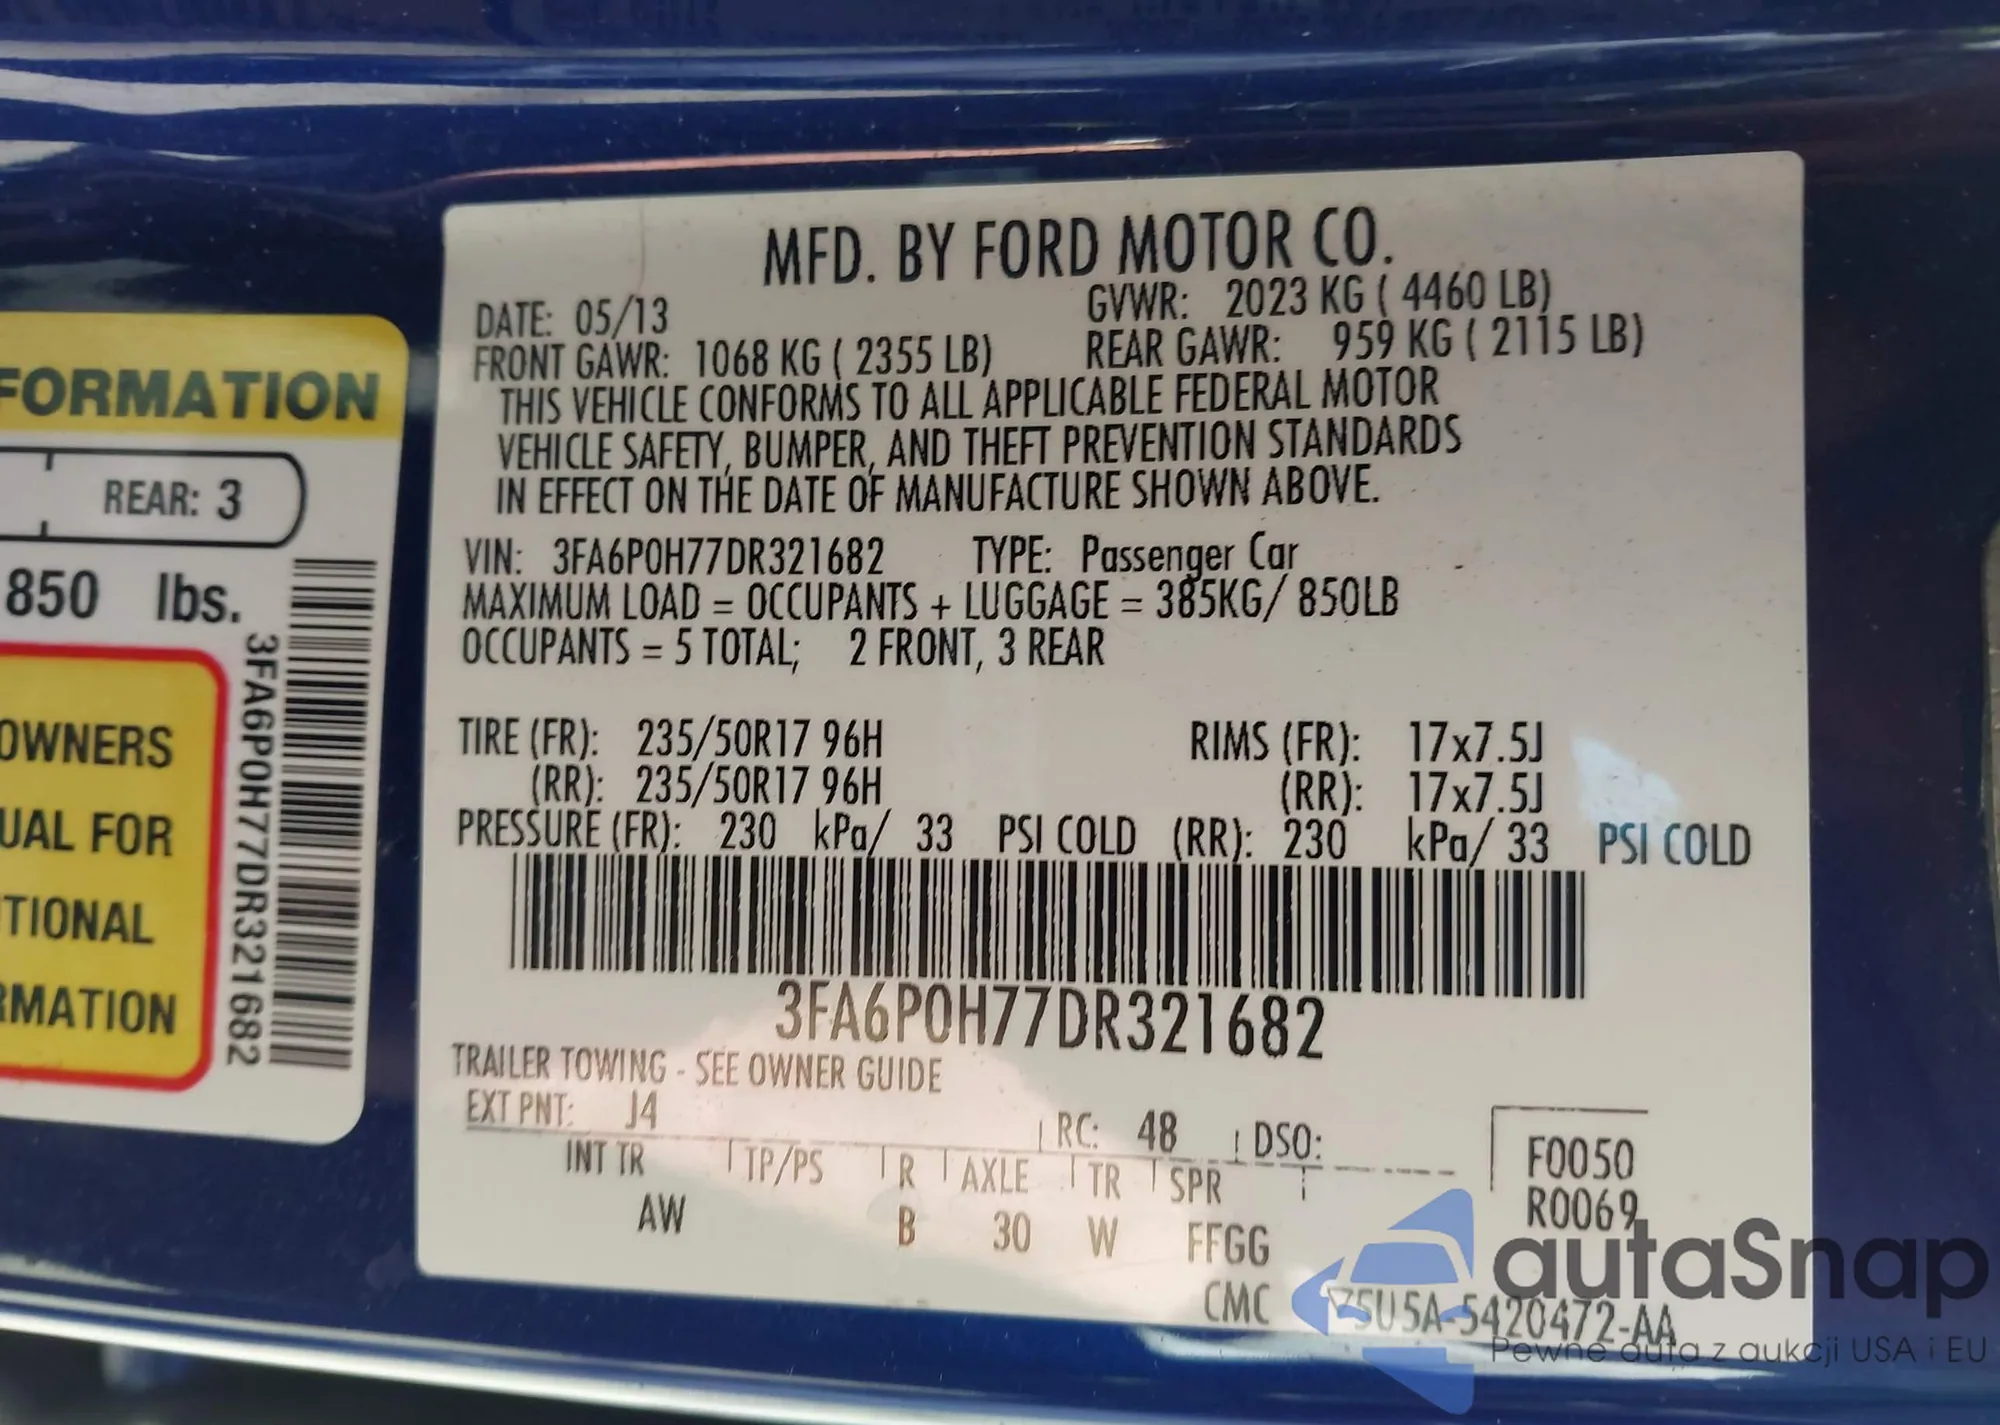 FORMATION
REAR: 3
850 lbs.
OWNERS
UAL FOR
TIONAL
RMATION
3FA6P0H77DR321682
MFD. BY FORD MOTOR CO.
DATE: 05/13 GVWR: 2023 KG ( 4460 LB)
FRONT GAWR: 1068 KG ( 2355 LB) REAR GAWR: 959 KG ( 2115 LB)
THIS VEHICLE CONFORMS TO ALL APPLICABLE FEDERAL MOTOR
VEHICLE SAFETY, BUMPER, AND THEFT PREVENTION STANDARDS
IN EFFECT ON THE DATE OF MANUFACTURE SHOWN ABOVE.
VIN: 3FA6P0H77DR321682 TYPE: Passenger Car
MAXIMUM LOAD = OCCUPANTS + LUGGAGE = 385KG/ 850LB
OCCUPANTS = 5 TOTAL; 2 FRONT, 3 REAR
TIRE (FR): 235/50R17 96H RIMS (FR): 17x7.5J
(RR): 235/50R17 96H (RR): 17x7.5J
PRESSURE (FR): 230 kPa/ 33 PSI COLD (RR): 230 kPa/ 33 PSI COLD
3FA6P0H77DR321682
TRAILER TOWING - SEE OWNER GUIDE
EXT PNT: J4 RC: 48 DSO: F0050
INT TR TP/PS R AXLE TR SPR R0069
AW B 30 W FFGG
CMC 5U5A-5420472-AA
autaSnap
Pewne auta z aukcji USA i EU